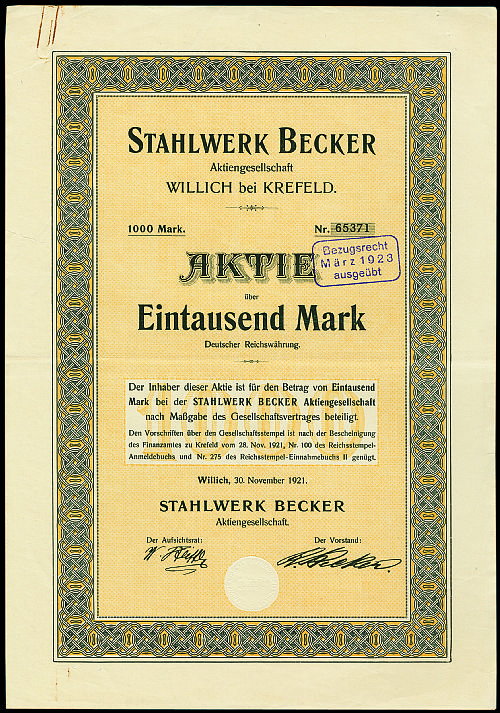 STAHLWERK BECKER
Aktiengesellschaft
WILLICH bei KREFELD.
1000 Mark.
Nr. 65371
Bezugsrecht
März 1923
ausgeübt
AKTIE
über
Eintausend Mark
Deutscher Reichswährung.
Der Inhaber dieser Aktie ist für den Betrag von Eintausend
Mark bei der STAHLWERK BECKER Aktiengesellschaft
nach Maßgabe des Gesellschaftsvertrages beteiligt.
Den Vorschriften über den Gesellschaftsstempel ist nach der Bescheinigung
des Finanzamtes zu Krefeld vom 28. Nov. 1921, Nr. 100 des Reichsstempel-
Anmeldebuchs und Nr. 275 des Reichsstempel-Einnahmebuchs II genügt.
Willich, 30. November 1921.
STAHLWERK BECKER
Aktiengesellschaft.
Der Aufsichtsrat:
Der Vorstand: